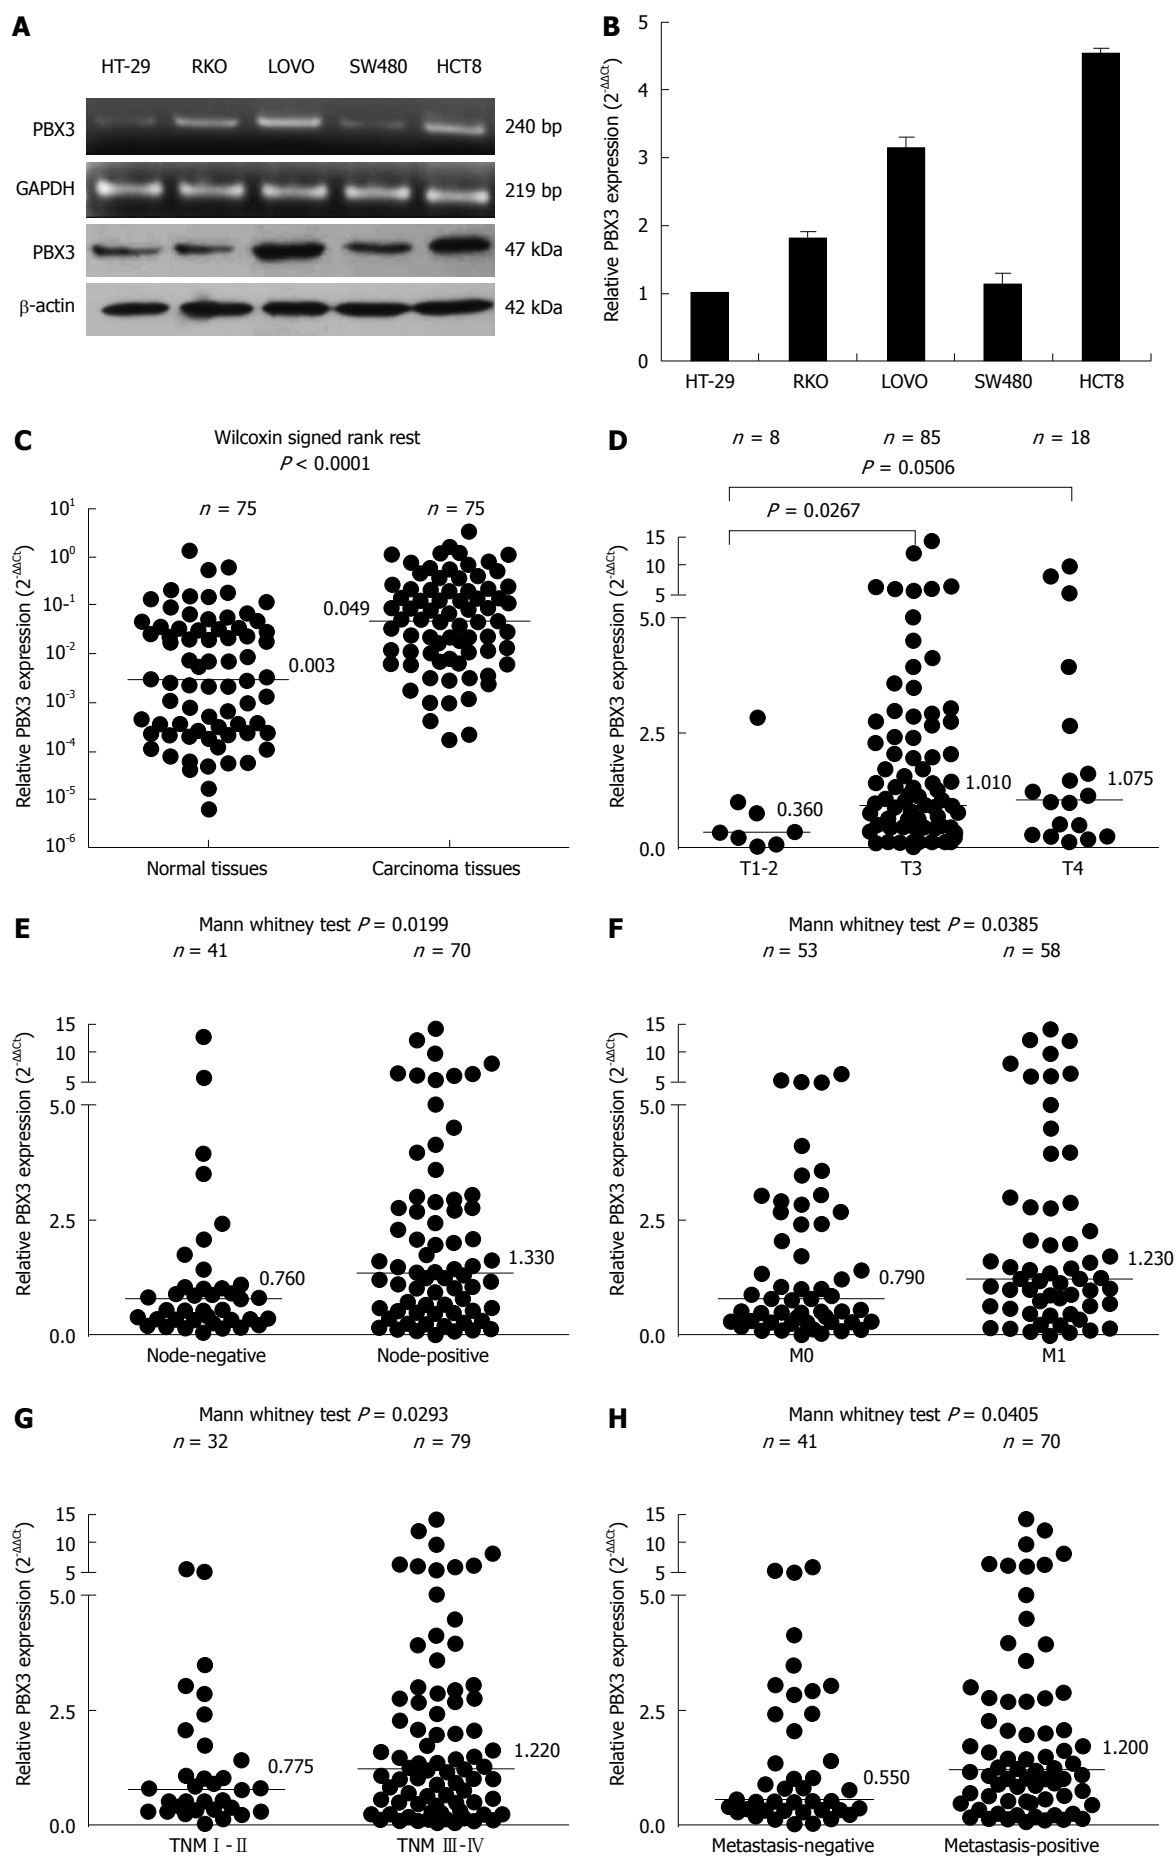 A
HT-29 RKO LOVO SW480 HCT8
PBX3 240 bp
GAPDH 219 bp
PBX3 47 kDa
β-actin 42 kDa
B
Relative PBX3 expression (2^-ΔΔCt)
5
4
3
2
1
0
HT-29 RKO LOVO SW480 HCT8
C
Wilcoxin signed rank rest
P < 0.0001
n = 75 n = 75
Relative PBX3 expression (2^-ΔΔCt)
10^1
10^0
10^-1
10^-2
10^-3
10^-4
10^-5
10^-6
0.049
0.003
Normal tissues Carcinoma tissues
D
n = 8 n = 85 n = 18
P = 0.0506
P = 0.0267
Relative PBX3 expression (2^-ΔΔCt)
15
10
5
5.0
2.5
0.0
0.360
1.010
1.075
T1-2 T3 T4
E
Mann whitney test P = 0.0199
n = 41 n = 70
Relative PBX3 expression (2^-ΔΔCt)
15
10
5
5.0
2.5
0.0
0.760
1.330
Node-negative Node-positive
F
Mann whitney test P = 0.0385
n = 53 n = 58
Relative PBX3 expression (2^-ΔΔCt)
15
10
5
5.0
2.5
0.0
0.790
1.230
M0 M1
G
Mann whitney test P = 0.0293
n = 32 n = 79
Relative PBX3 expression (2^-ΔΔCt)
15
10
5
5.0
2.5
0.0
0.775
1.220
TNM Ⅰ-Ⅱ TNM Ⅲ-Ⅳ
H
Mann whitney test P = 0.0405
n = 41 n = 70
Relative PBX3 expression (2^-ΔΔCt)
15
10
5
5.0
2.5
0.0
0.550
1.200
Metastasis-negative Metastasis-positive